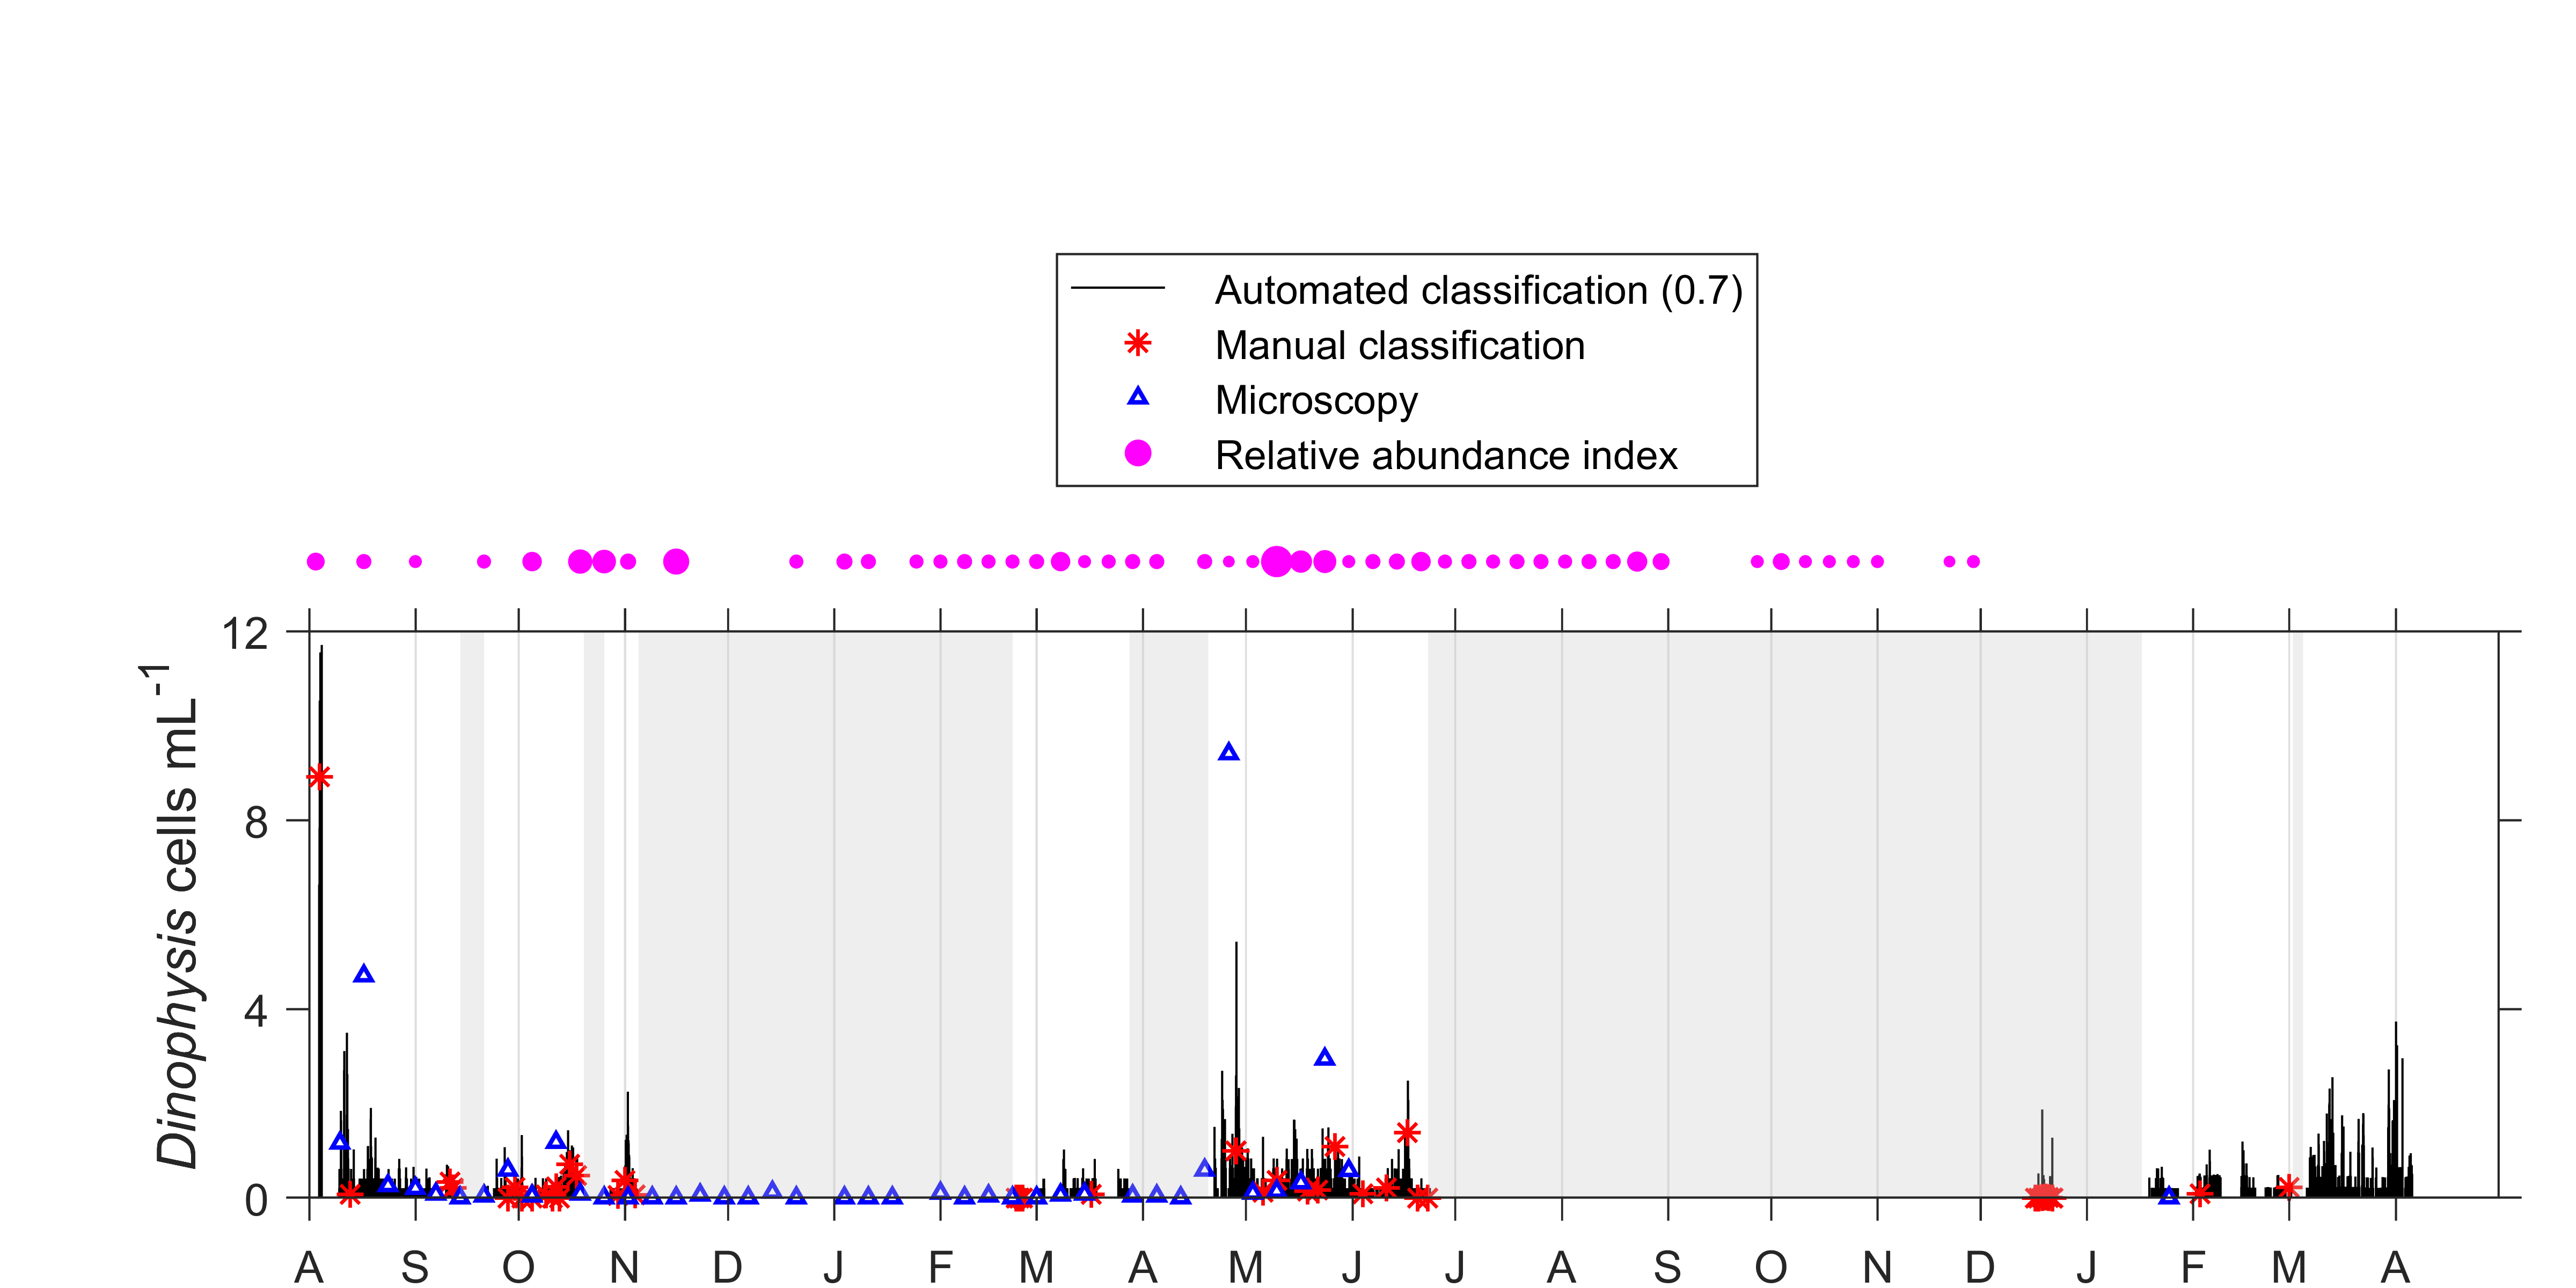 Automated classification (0.7)
Manual classification
Microscopy
Relative abundance index
12
8
4
0
Dinophysis cells mL-1
A S O N D J F M A M J J A S O N D J F M A